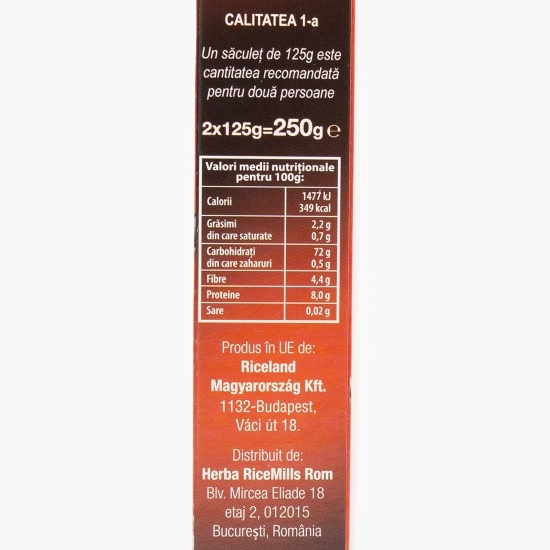 CALITATEA 1-a
Un săculeț de 125g este
cantitatea recomandată
pentru două persoane
2x125g=250g ℮
Valori medii nutriționale
pentru 100g:
Calorii 1477 kJ
349 kcal
Grăsimi 2,2 g
din care saturate 0,7 g
Carbohidrați 72 g
din care zaharuri 0,5 g
Fibre 4,4 g
Proteine 8,0 g
Sare 0,02 g
Produs în UE de:
Riceland
Magyarország Kft.
1132-Budapest,
Váci út 18.
Distribuit de:
Herba RiceMills Rom
Blv. Mircea Eliade 18
etaj 2, 012015
București, România